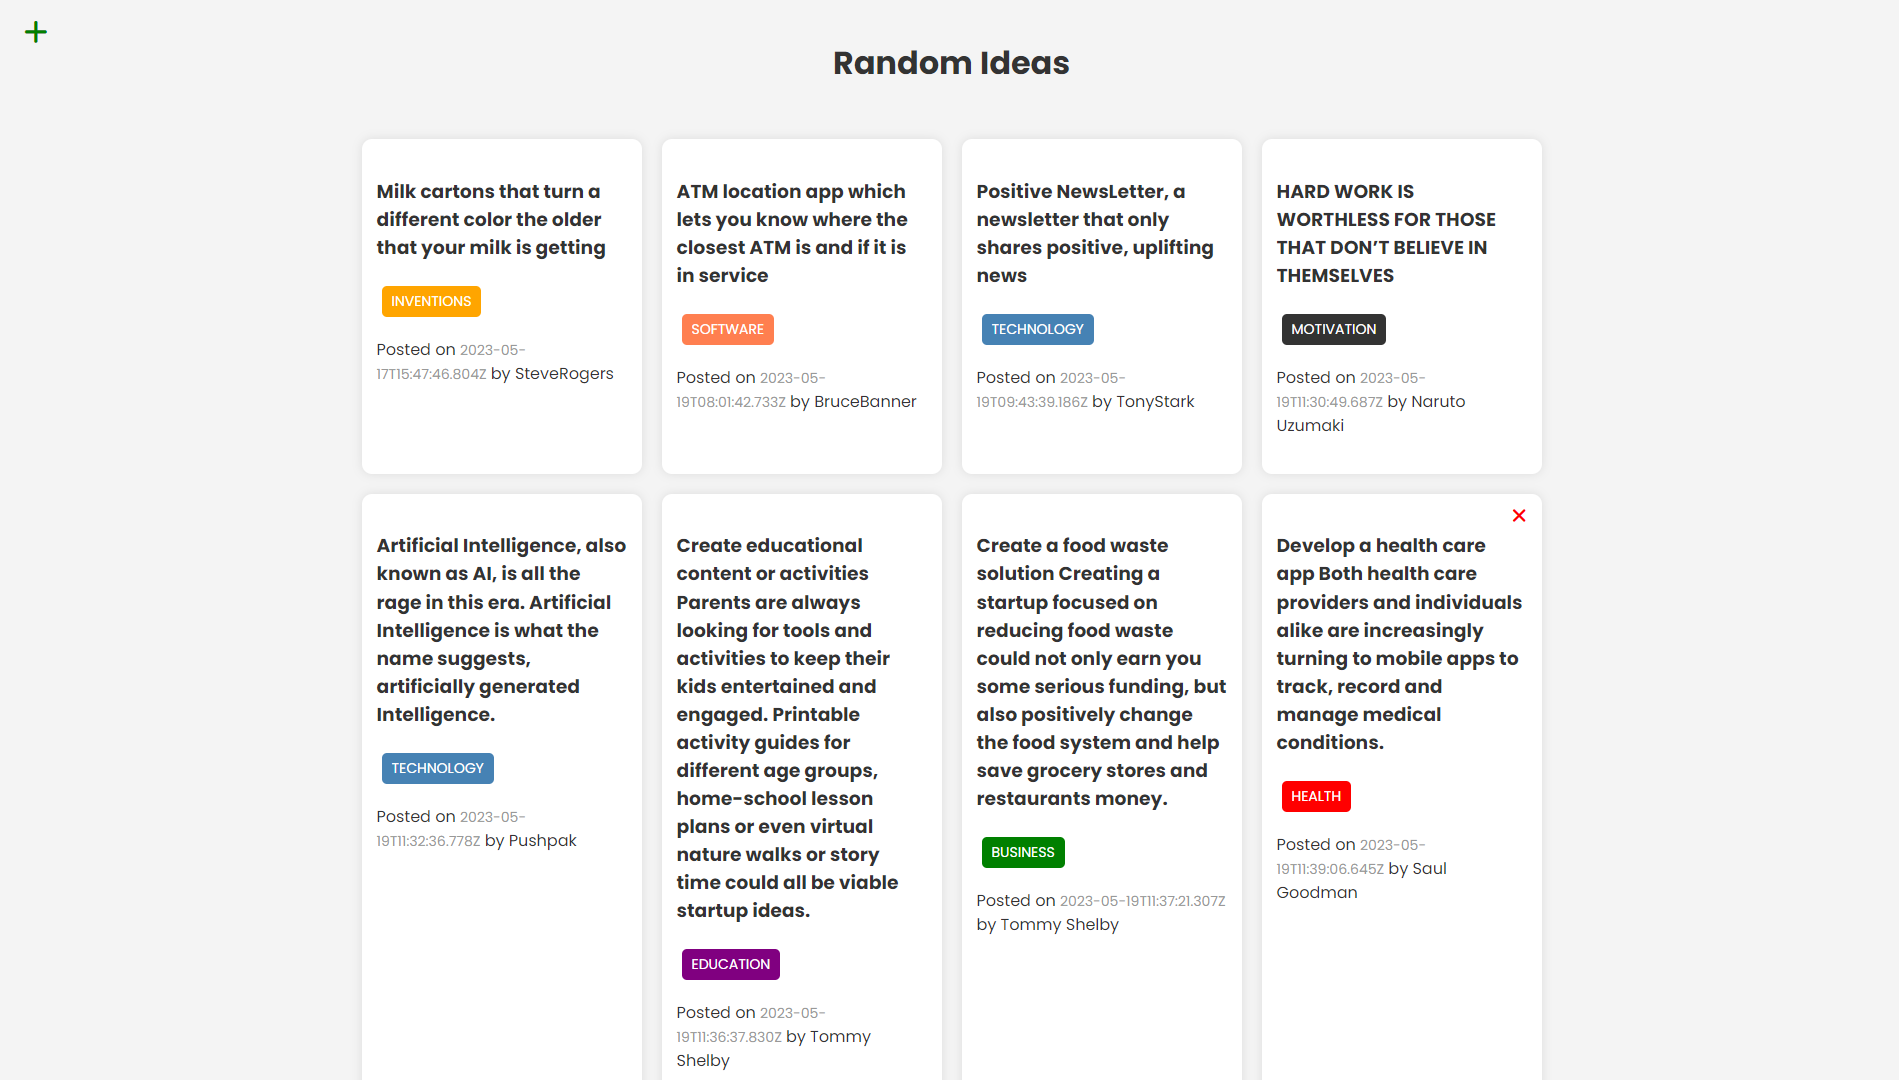 Random Ideas
Milk cartons that turn a
different color the older
that your milk is getting
INVENTIONS
Posted on 2023-05-
17T15:47:46.804Z by SteveRogers
ATM location app which
lets you know where the
closest ATM is and if it is
in service
SOFTWARE
Posted on 2023-05-
19T08:01:42.733Z by BruceBanner
Positive NewsLetter, a
newsletter that only
shares positive, uplifting
news
TECHNOLOGY
Posted on 2023-05-
19T09:43:39.186Z by TonyStark
HARD WORK IS
WORTHLESS FOR THOSE
THAT DON’T BELIEVE IN
THEMSELVES
MOTIVATION
Posted on 2023-05-
19T11:30:49.687Z by Naruto
Uzumaki
Artificial Intelligence, also
known as AI, is all the
rage in this era. Artificial
Intelligence is what the
name suggests,
artificially generated
Intelligence.
TECHNOLOGY
Posted on 2023-05-
19T11:32:36.778Z by Pushpak
Create educational
content or activities
Parents are always
looking for tools and
activities to keep their
kids entertained and
engaged. Printable
activity guides for
different age groups,
home-school lesson
plans or even virtual
nature walks or story
time could all be viable
startup ideas.
EDUCATION
Posted on 2023-05-
19T11:36:37.830Z by Tommy
Shelby
Create a food waste
solution Creating a
startup focused on
reducing food waste
could not only earn you
some serious funding, but
also positively change
the food system and help
save grocery stores and
restaurants money.
BUSINESS
Posted on 2023-05-19T11:37:21.307Z
by Tommy Shelby
Develop a health care
app Both health care
providers and individuals
alike are increasingly
turning to mobile apps to
track, record and
manage medical
conditions.
HEALTH
Posted on 2023-05-
19T11:39:06.645Z by Saul
Goodman